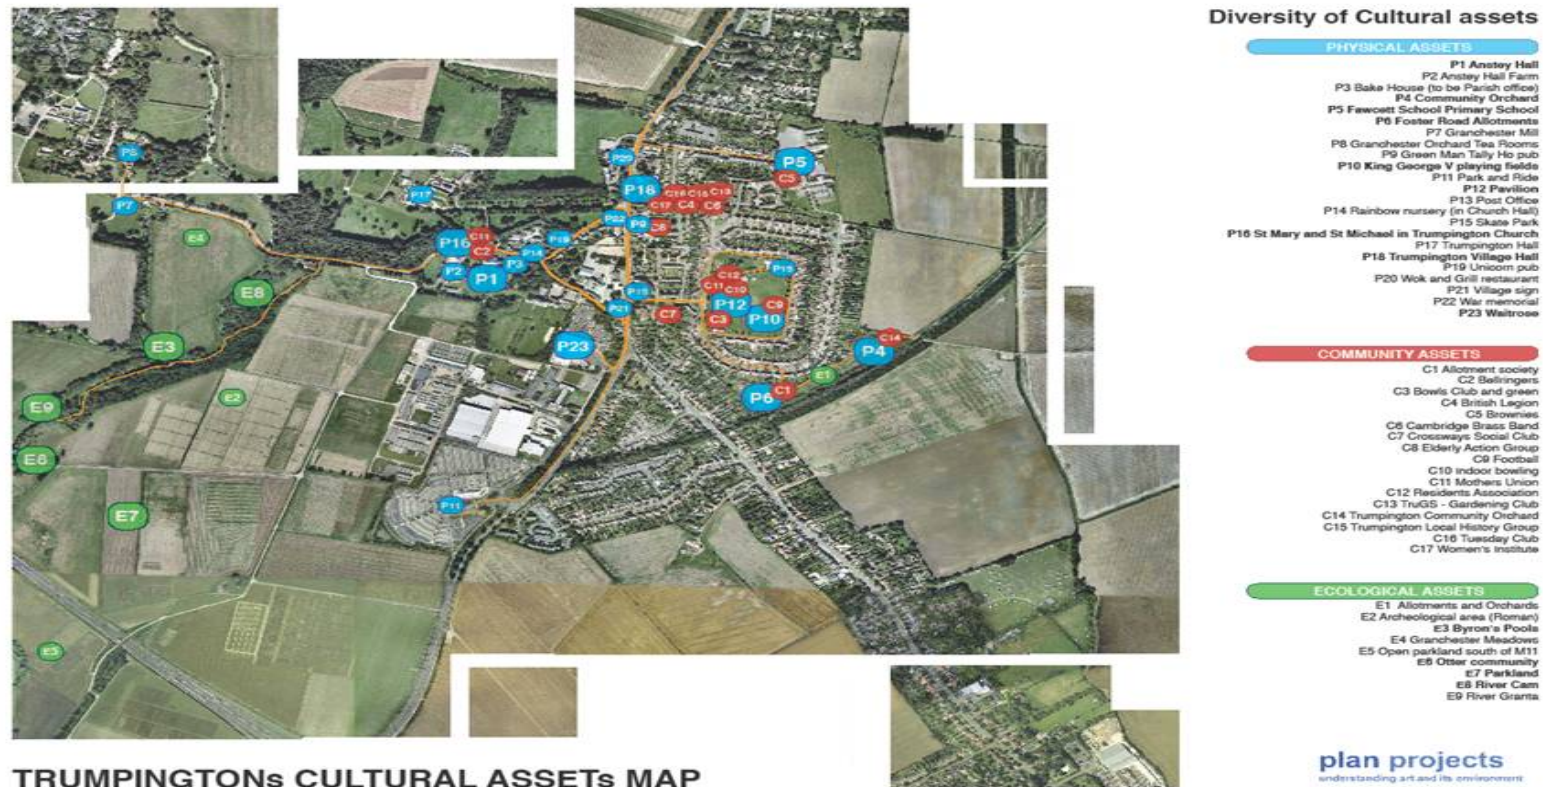 Diversity of Cultural assets
PHYSICAL ASSETS
P1 Anstey Hall
P2 Anstey Hall Farm
P3 Bake House (to be Parish office)
P4 Community Orchard
P5 Fawcett School Primary School
P6 Foster Road Allotments
P7 Granchester Mill
P8 Granchester Orchard Tea Rooms
P9 Green Man Tally Ho pub
P10 King George V playing fields
P11 Park and Ride
P12 Pavilion
P13 Post Office
P14 Rainbow nursery (in Church Hall)
P15 Skate Park
P16 St Mary and St Michael in Trumpington Church
P17 Trumpington Hall
P18 Trumpington Village Hall
P19 Unicorn pub
P20 Wok and Grill restaurant
P21 Village sign
P22 War memorial
P23 Waitrose
COMMUNITY ASSETS
C1 Allotment society
C2 Bellringers
C3 Bowls Club and green
C4 British Legion
C5 Brownies
C6 Cambridge Brass Band
C7 Crossways Social Club
C8 Elderly Action Group
C9 Football
C10 indoor bowling
C11 Mothers Union
C12 Residents Association
C13 TruGS - Gardening Club
C14 Trumpington Community Orchard
C15 Trumpington Local History Group
C16 Tuesday Club
C17 Women's Institute
ECOLOGICAL ASSETS
E1 Allotments and Orchards
E2 Archeological area (Roman)
E3 Byron's Pools
E4 Granchester Meadows
E5 Open parkland south of M11
E6 Otter community
E7 Parkland
E8 River Cam
E9 River Granta
P7
P17
P20
P5
C5
P18
C16 C15 C13
C17 C4 C6
P22
P9
C8
E4
P16
C11
C2
P14
P19
P3
P2
P1
E8
P21
C7
C12
C11
C10
P12
C9
C3
P10
E3
P23
P4
C14
E1
P6
C1
E9
E2
E7
P11
E5
TRUMPINGTONs CULTURAL ASSETs MAP
plan projects
understanding art and its environment